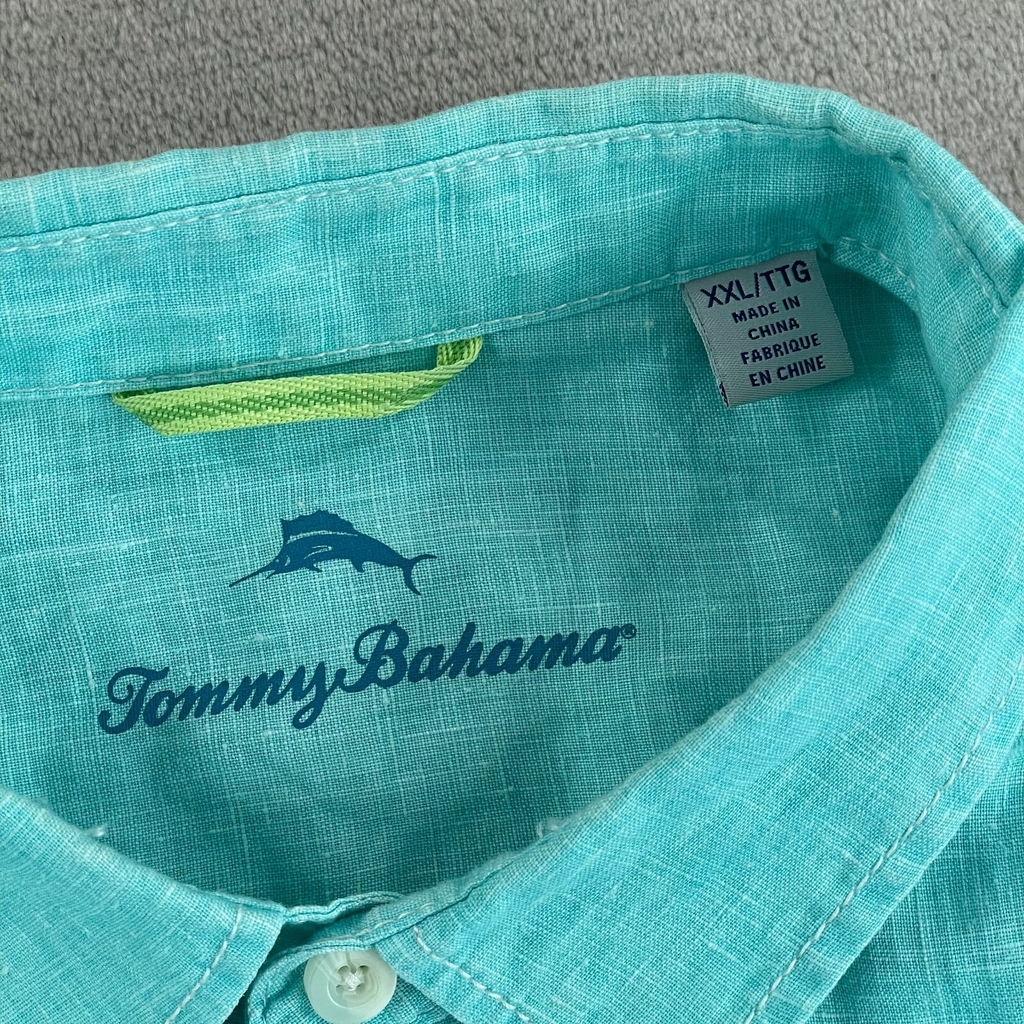 XXL/TTG
MADE IN
CHINA
FABRIQUE
EN CHINE
Tommy Bahama®